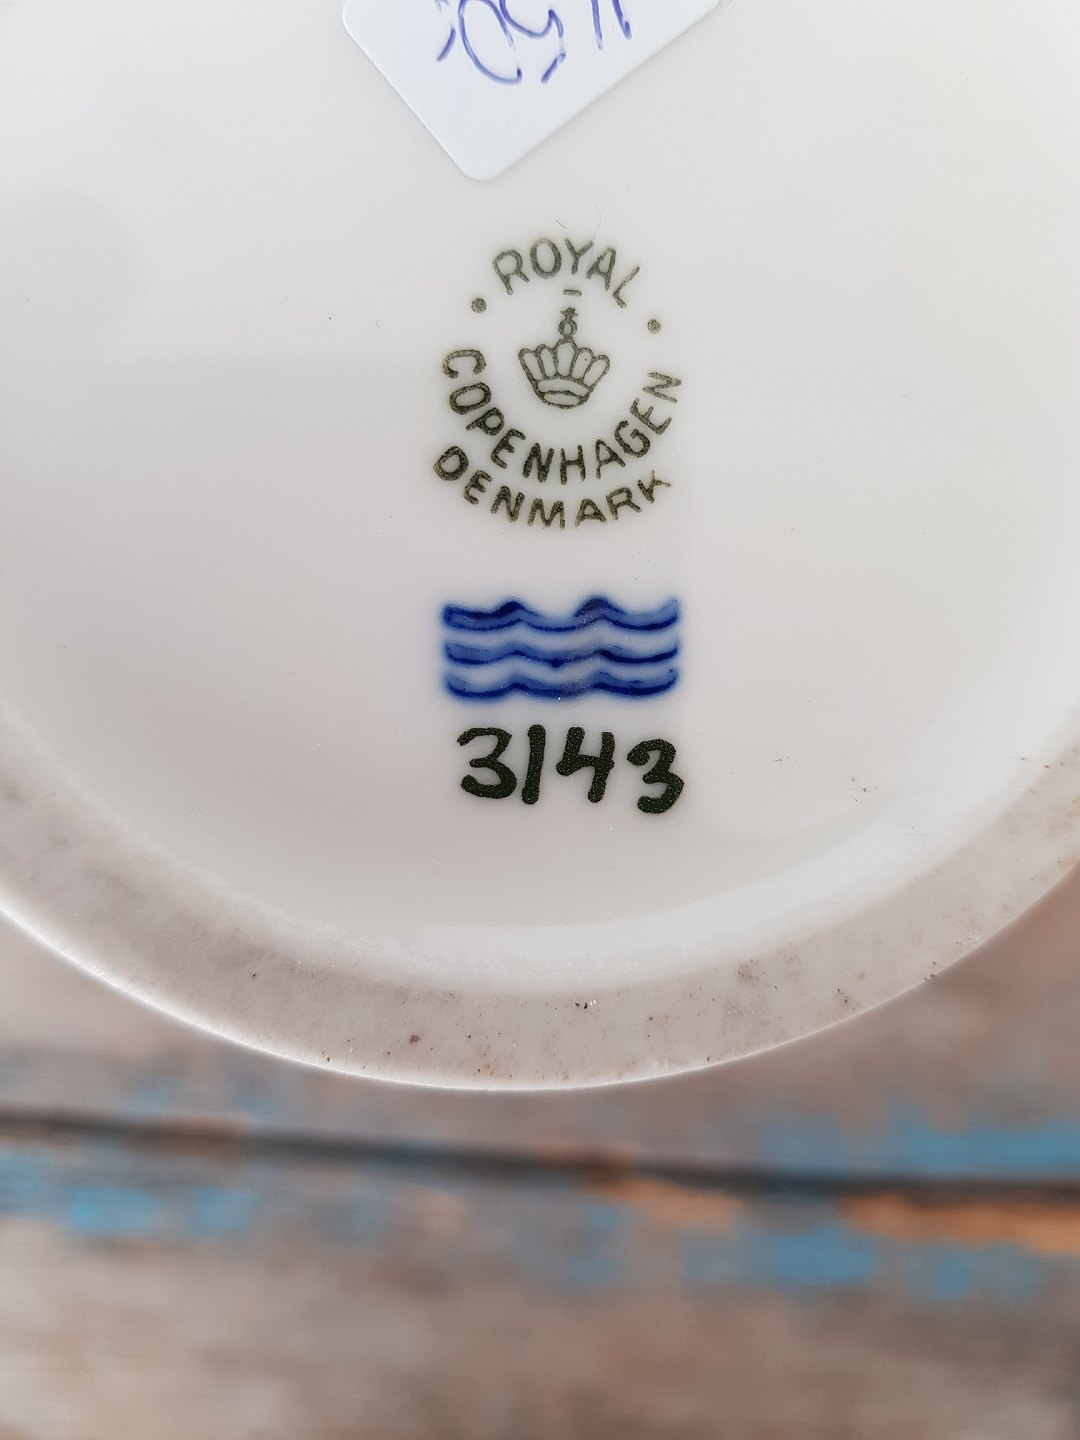 ROYAL
COPENHAGEN
DENMARK
3143